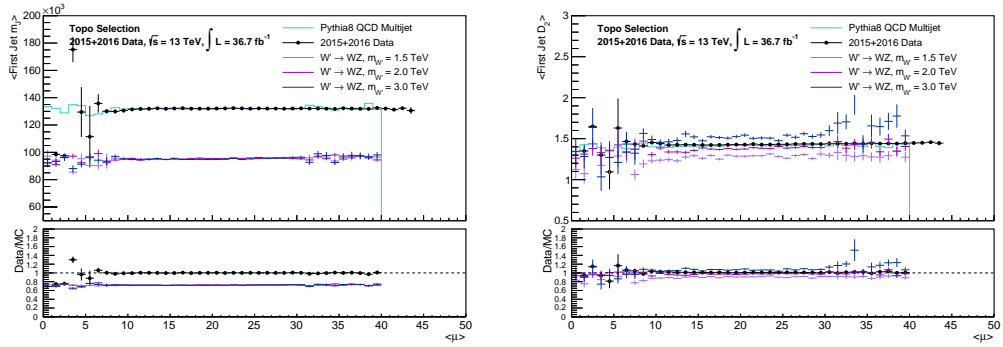 <First Jet m_J>
200 ×10³
180
160
140
120
100
80
60
Topo Selection
2015+2016 Data, √s = 13 TeV, ∫ L = 36.7 fb⁻¹
Pythia8 QCD Multijet
2015+2016 Data
W' → WZ, m_W' = 1.5 TeV
W' → WZ, m_W' = 2.0 TeV
W' → WZ, m_W' = 3.0 TeV
Data/MC
2
1.8
1.6
1.4
1.2
1
0.8
0.6
0.4
0.2
0
0 5 10 15 20 25 30 35 40 45 50
<μ>
<First Jet D₂>
3
2.5
2
1.5
1
0.5
Topo Selection
2015+2016 Data, √s = 13 TeV, ∫ L = 36.7 fb⁻¹
Pythia8 QCD Multijet
2015+2016 Data
W' → WZ, m_W' = 1.5 TeV
W' → WZ, m_W' = 2.0 TeV
W' → WZ, m_W' = 3.0 TeV
Data/MC
2
1.8
1.6
1.4
1.2
1
0.8
0.6
0.4
0.2
0
0 5 10 15 20 25 30 35 40 45 50
<μ>